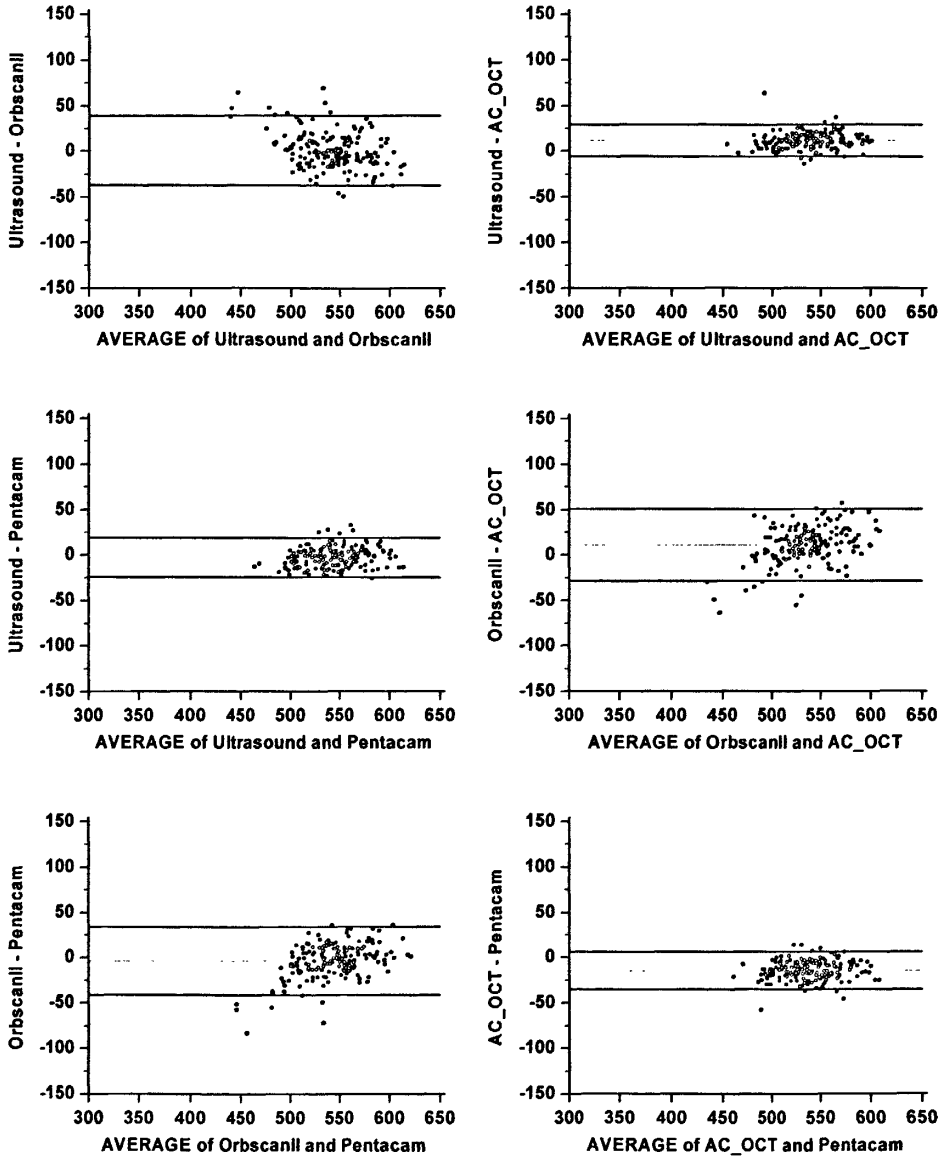 150
100
50
0
-50
-100
-150
Ultrasound - OrbscanII
300 350 400 450 500 550 600 650
AVERAGE of Ultrasound and OrbscanII
150
100
50
0
-50
-100
-150
Ultrasound - AC_OCT
300 350 400 450 500 550 600 650
AVERAGE of Ultrasound and AC_OCT
150
100
50
0
-50
-100
-150
Ultrasound - Pentacam
300 350 400 450 500 550 600 650
AVERAGE of Ultrasound and Pentacam
150
100
50
0
-50
-100
-150
OrbscanII - AC_OCT
300 350 400 450 500 550 600 650
AVERAGE of OrbscanII and AC_OCT
150
100
50
0
-50
-100
-150
OrbscanII - Pentacam
300 350 400 450 500 550 600 650
AVERAGE of OrbscanII and Pentacam
150
100
50
0
-50
-100
-150
AC_OCT - Pentacam
300 350 400 450 500 550 600 650
AVERAGE of AC_OCT and Pentacam